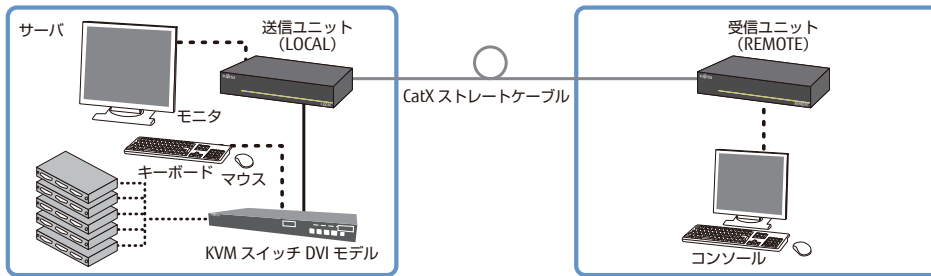 サーバ
送信ユニット
（LOCAL）
モニタ
キーボード
マウス
KVM スイッチ DVI モデル
CatX ストレートケーブル
受信ユニット
（REMOTE）
コンソール
FUJITSU
FUJITSU